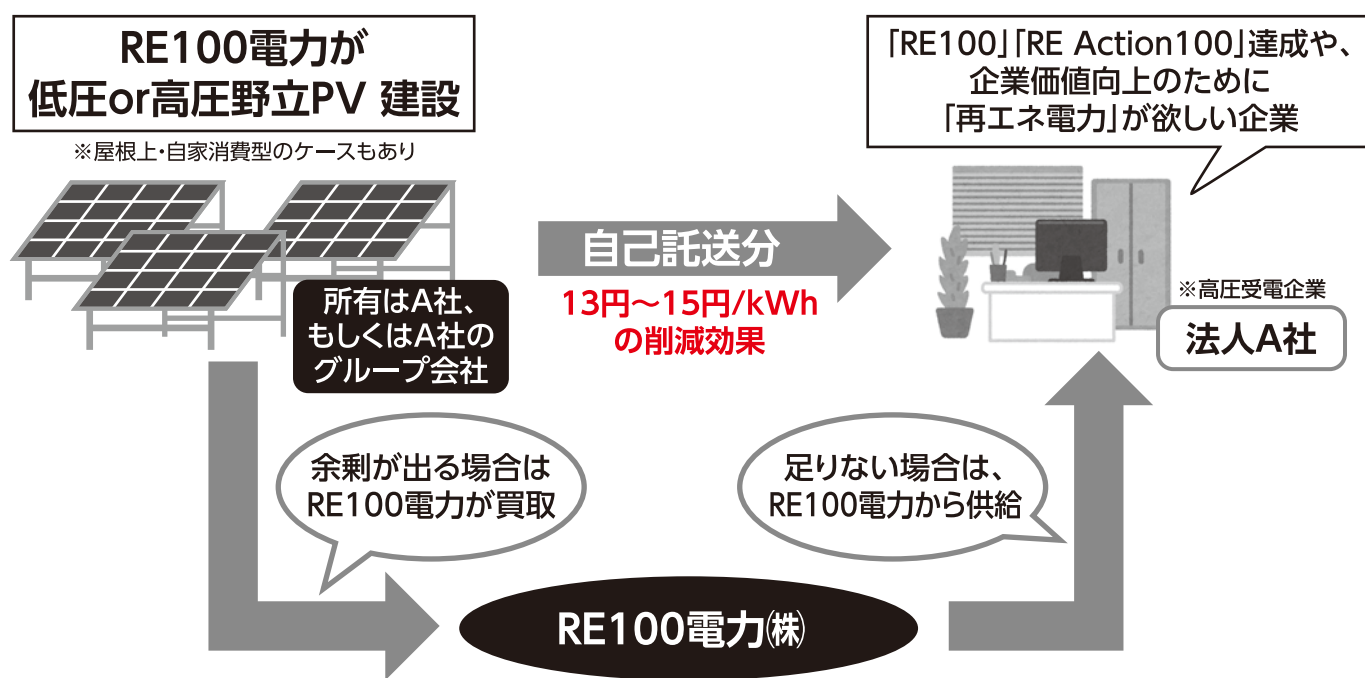 RE100電力が
低圧or高圧野立PV 建設
※屋根上・自家消費型のケースもあり
「RE100」「RE Action100」達成や、
企業価値向上のために
「再エネ電力」が欲しい企業
自己託送分
13円～15円/kWh
の削減効果
所有はA社、
もしくはA社の
グループ会社
※高圧受電企業
法人A社
余剰が出る場合は
RE100電力が買取
足りない場合は、
RE100電力から供給
RE100電力㈱